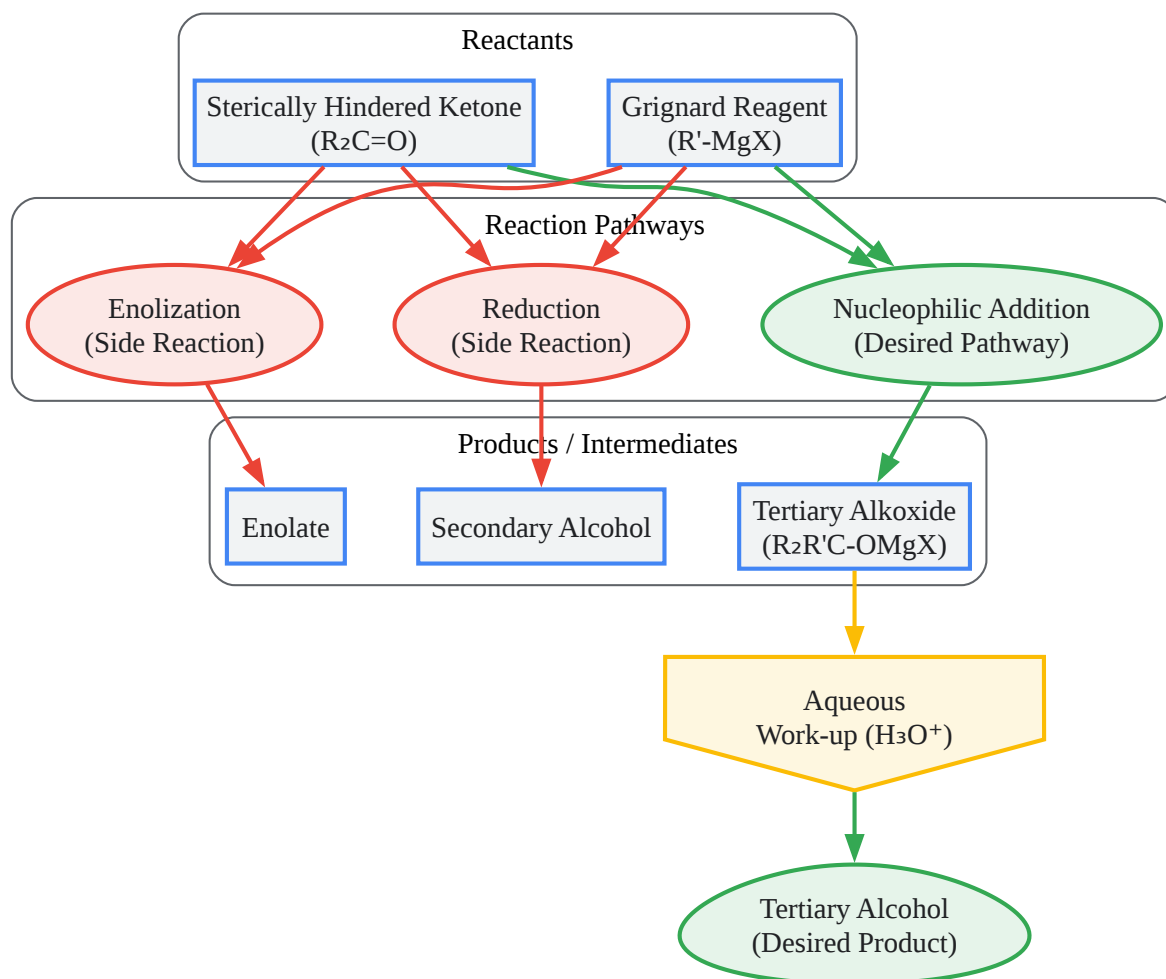 Reactants
Sterically Hindered Ketone
(R₂C=O)
Grignard Reagent
(R'-MgX)
Reaction Pathways
Enolization
(Side Reaction)
Reduction
(Side Reaction)
Nucleophilic Addition
(Desired Pathway)
Products / Intermediates
Enolate
Secondary Alcohol
Tertiary Alkoxide
(R₂R'C-OMgX)
Aqueous
Work-up (H₃O⁺)
Tertiary Alcohol
(Desired Product)